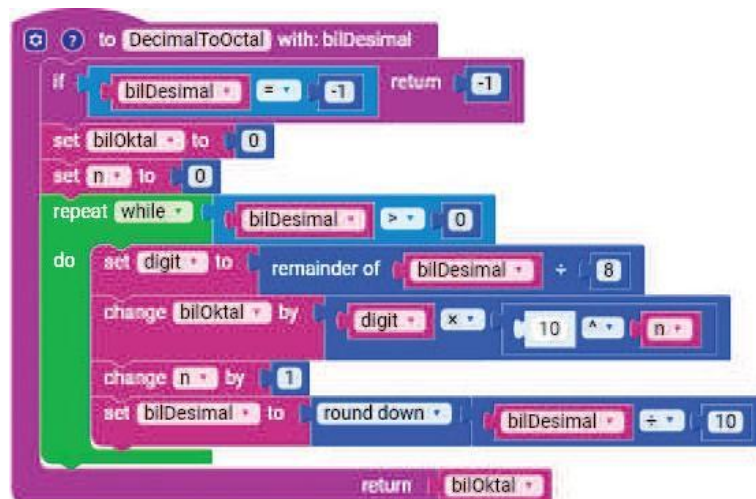 ? to DecimalToOctal with: bilDesimal
if bilDesimal = -1 return -1
set bilOktal to 0
set n to 0
repeat while bilDesimal > 0
do set digit to remainder of bilDesimal ÷ 8
change bilOktal by digit × 10 ^ n
change n by 1
set bilDesimal to round down bilDesimal ÷ 10
return bilOktal